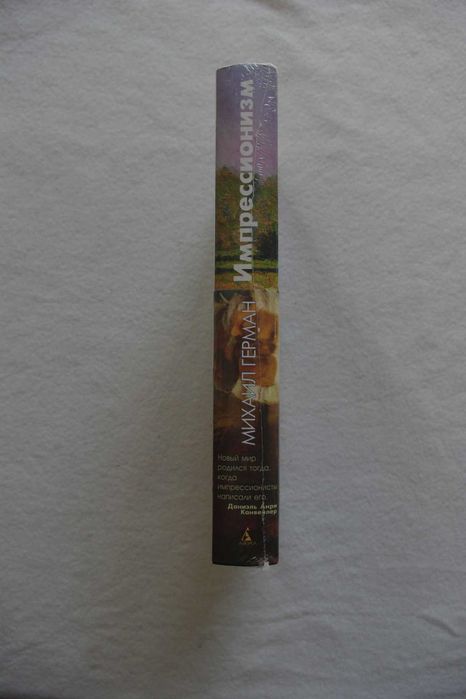 Импрессионизм
МИХАИЛ ГЕРМАН
Новый мир
родился тогда,
когда
импрессионисты
написали его.
Даниэль Анри
Канвейлер